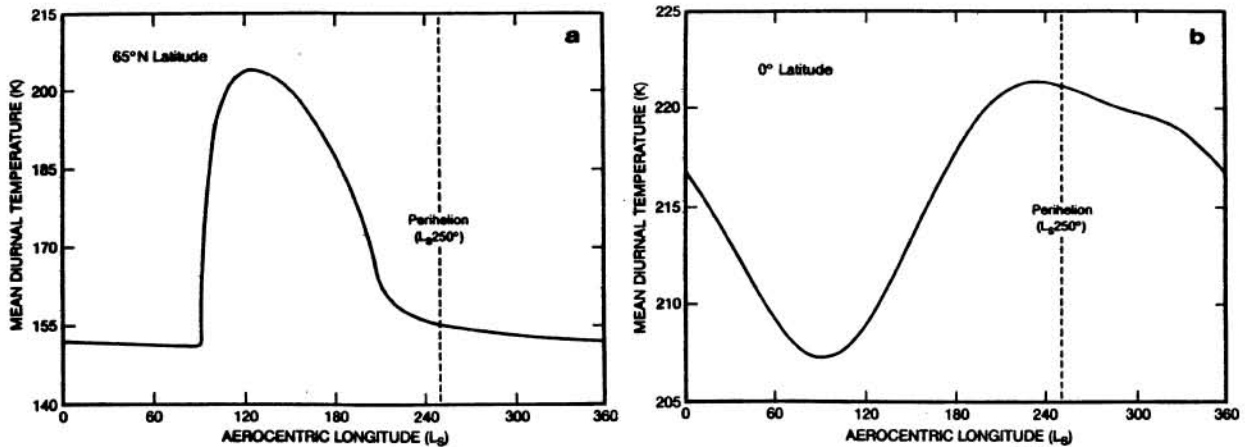 a
65°N Latitude
MEAN DIURNAL TEMPERATURE (K)
215
200
185
170
155
140
Perihelion
(Ls250°)
0 60 120 180 240 300 360
AEROCENTRIC LONGITUDE (Ls)
b
0° Latitude
MEAN DIURNAL TEMPERATURE (K)
225
220
215
210
205
Perihelion
(Ls250°)
0 60 120 180 240 300 360
AEROCENTRIC LONGITUDE (Ls)